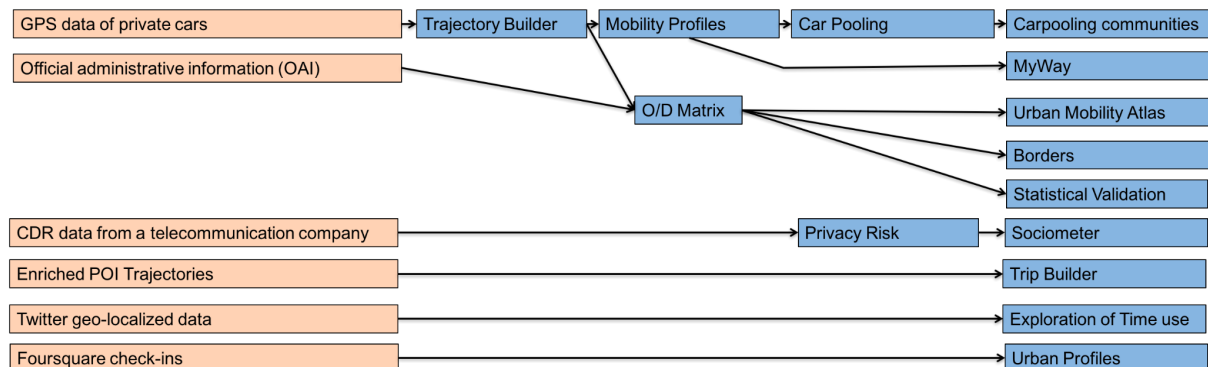 GPS data of private cars
Trajectory Builder
Mobility Profiles
Car Pooling
Carpooling communities
Official administrative information (OAI)
MyWay
O/D Matrix
Urban Mobility Atlas
Borders
Statistical Validation
CDR data from a telecommunication company
Privacy Risk
Sociometer
Enriched POI Trajectories
Trip Builder
Twitter geo-localized data
Exploration of Time use
Foursquare check-ins
Urban Profiles